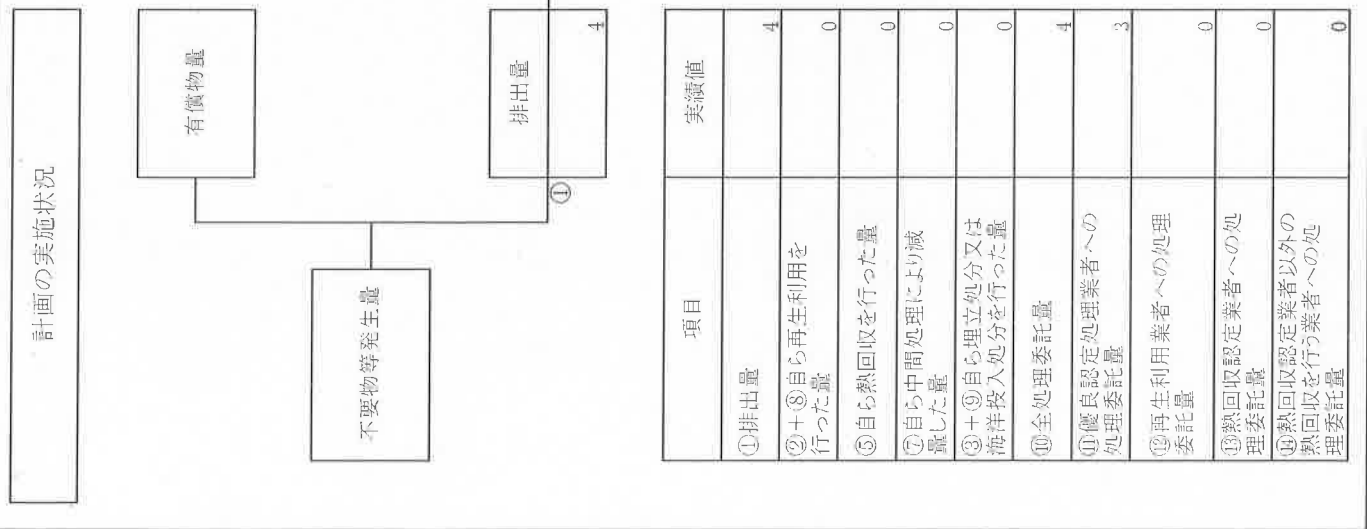 計画の実施状況
不要物等発生量
有償物量
①
排出量
4
項目
実績値
①排出量
4
②+⑧自ら再生利用を
行った量
0
⑤自ら熱回収を行った量
0
⑦自ら中間処理により減
量した量
0
③+⑨自ら埋立処分又は
海洋投入処分を行った量
0
⑩全処理委託量
4
⑪優良認定処理業者への
処理委託量
3
⑫再生利用業者への処理
委託量
0
⑬熱回収認定業者への処
理委託量
0
⑭熱回収認定業者以外の
熱回収を行う業者への処
理委託量
0